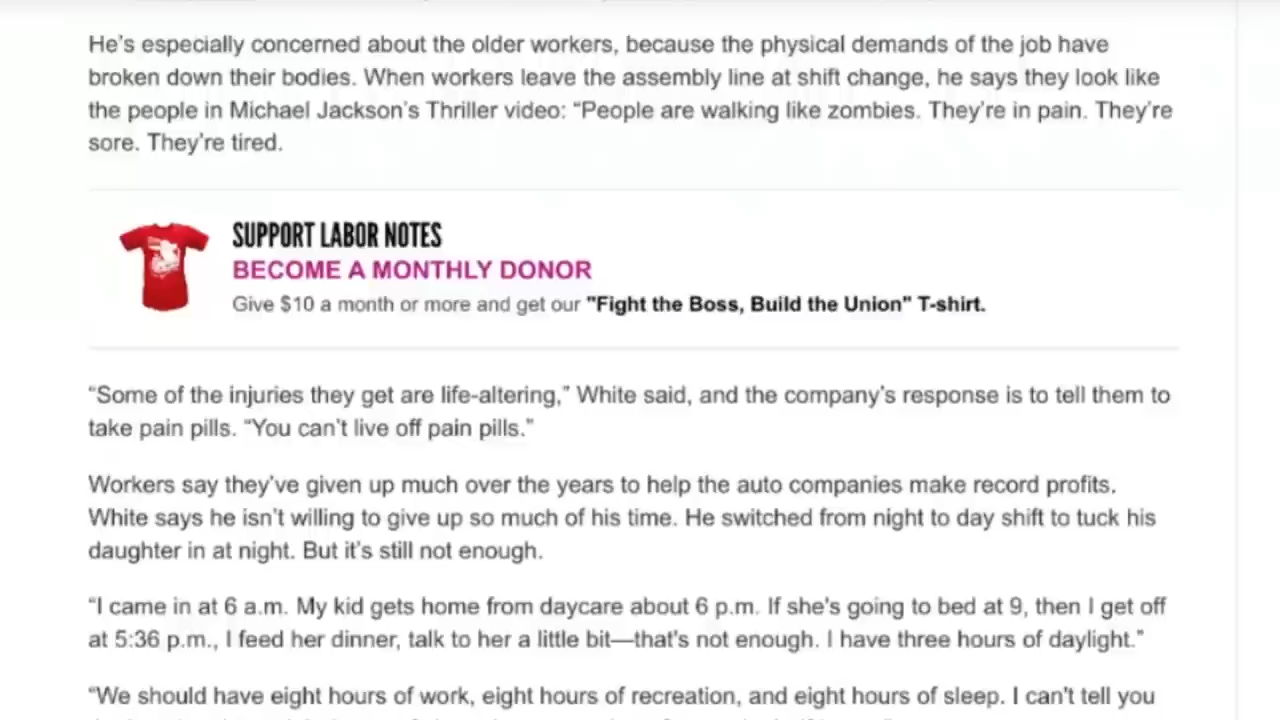 He’s especially concerned about the older workers, because the physical demands of the job have
broken down their bodies. When workers leave the assembly line at shift change, he says they look like
the people in Michael Jackson’s Thriller video: “People are walking like zombies. They’re in pain. They’re
sore. They’re tired.
SUPPORT LABOR NOTES
BECOME A MONTHLY DONOR
Give $10 a month or more and get our "Fight the Boss, Build the Union" T-shirt.
“Some of the injuries they get are life-altering,” White said, and the company’s response is to tell them to
take pain pills. “You can’t live off pain pills.”
Workers say they’ve given up much over the years to help the auto companies make record profits.
White says he isn’t willing to give up so much of his time. He switched from night to day shift to tuck his
daughter in at night. But it’s still not enough.
“I came in at 6 a.m. My kid gets home from daycare about 6 p.m. If she's going to bed at 9, then I get off
at 5:36 p.m., I feed her dinner, talk to her a little bit—that's not enough. I have three hours of daylight.”
“We should have eight hours of work, eight hours of recreation, and eight hours of sleep. I can't tell you